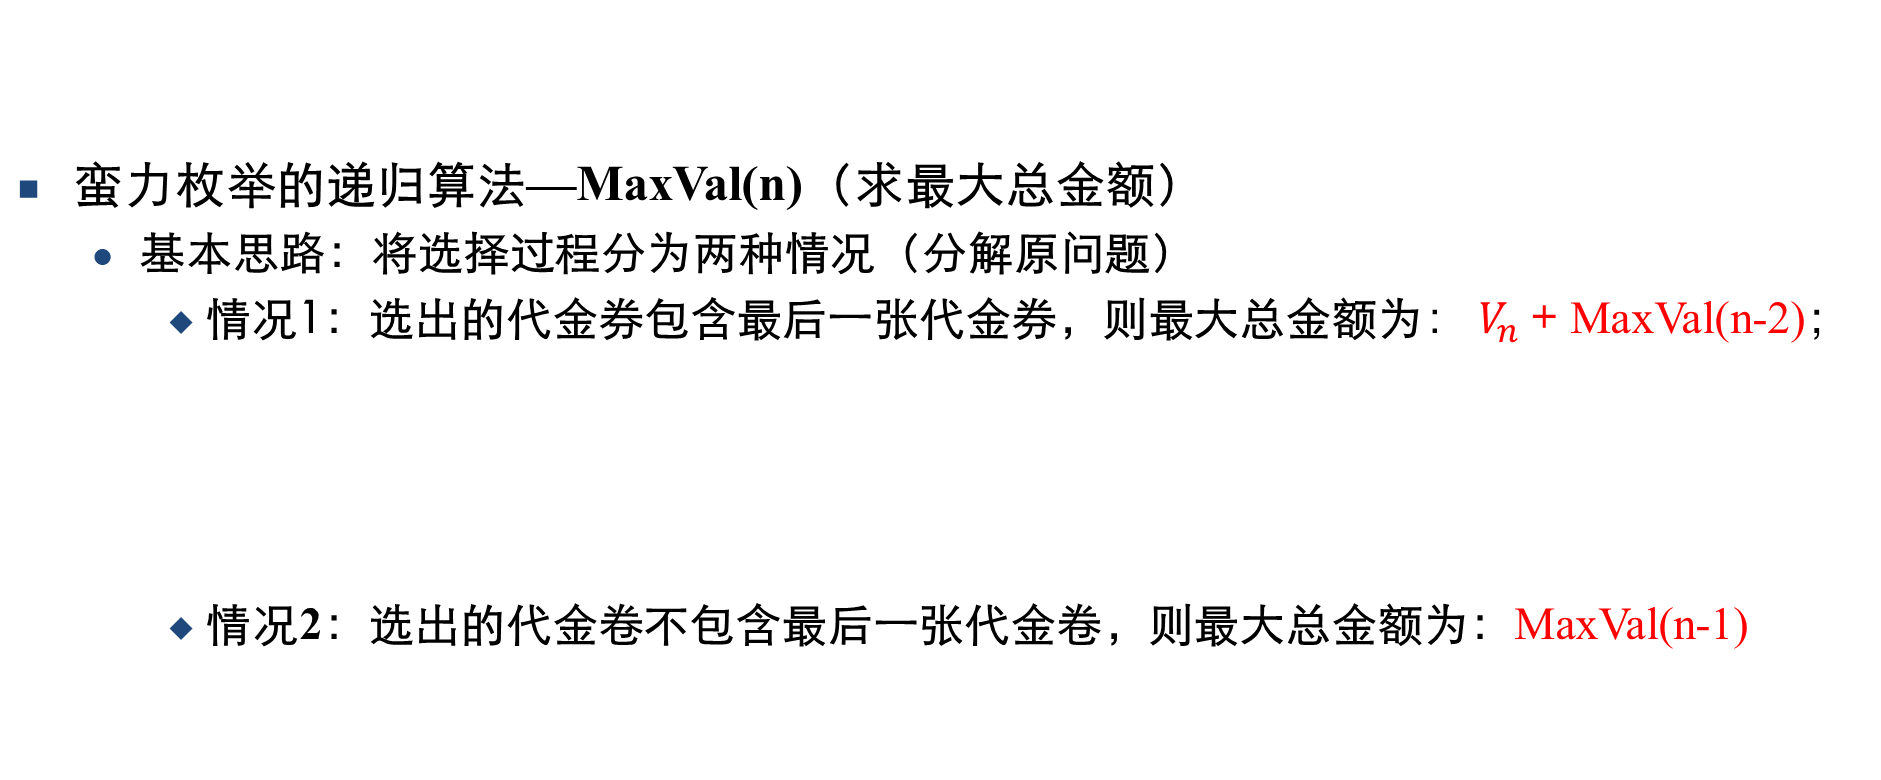 蛮力枚举的递归算法—MaxVal(n)（求最大总金额）
基本思路：将选择过程分为两种情况（分解原问题）
情况1：选出的代金券包含最后一张代金券，则最大总金额为：Vn + MaxVal(n-2)；
情况2：选出的代金卷不包含最后一张代金卷，则最大总金额为：MaxVal(n-1)